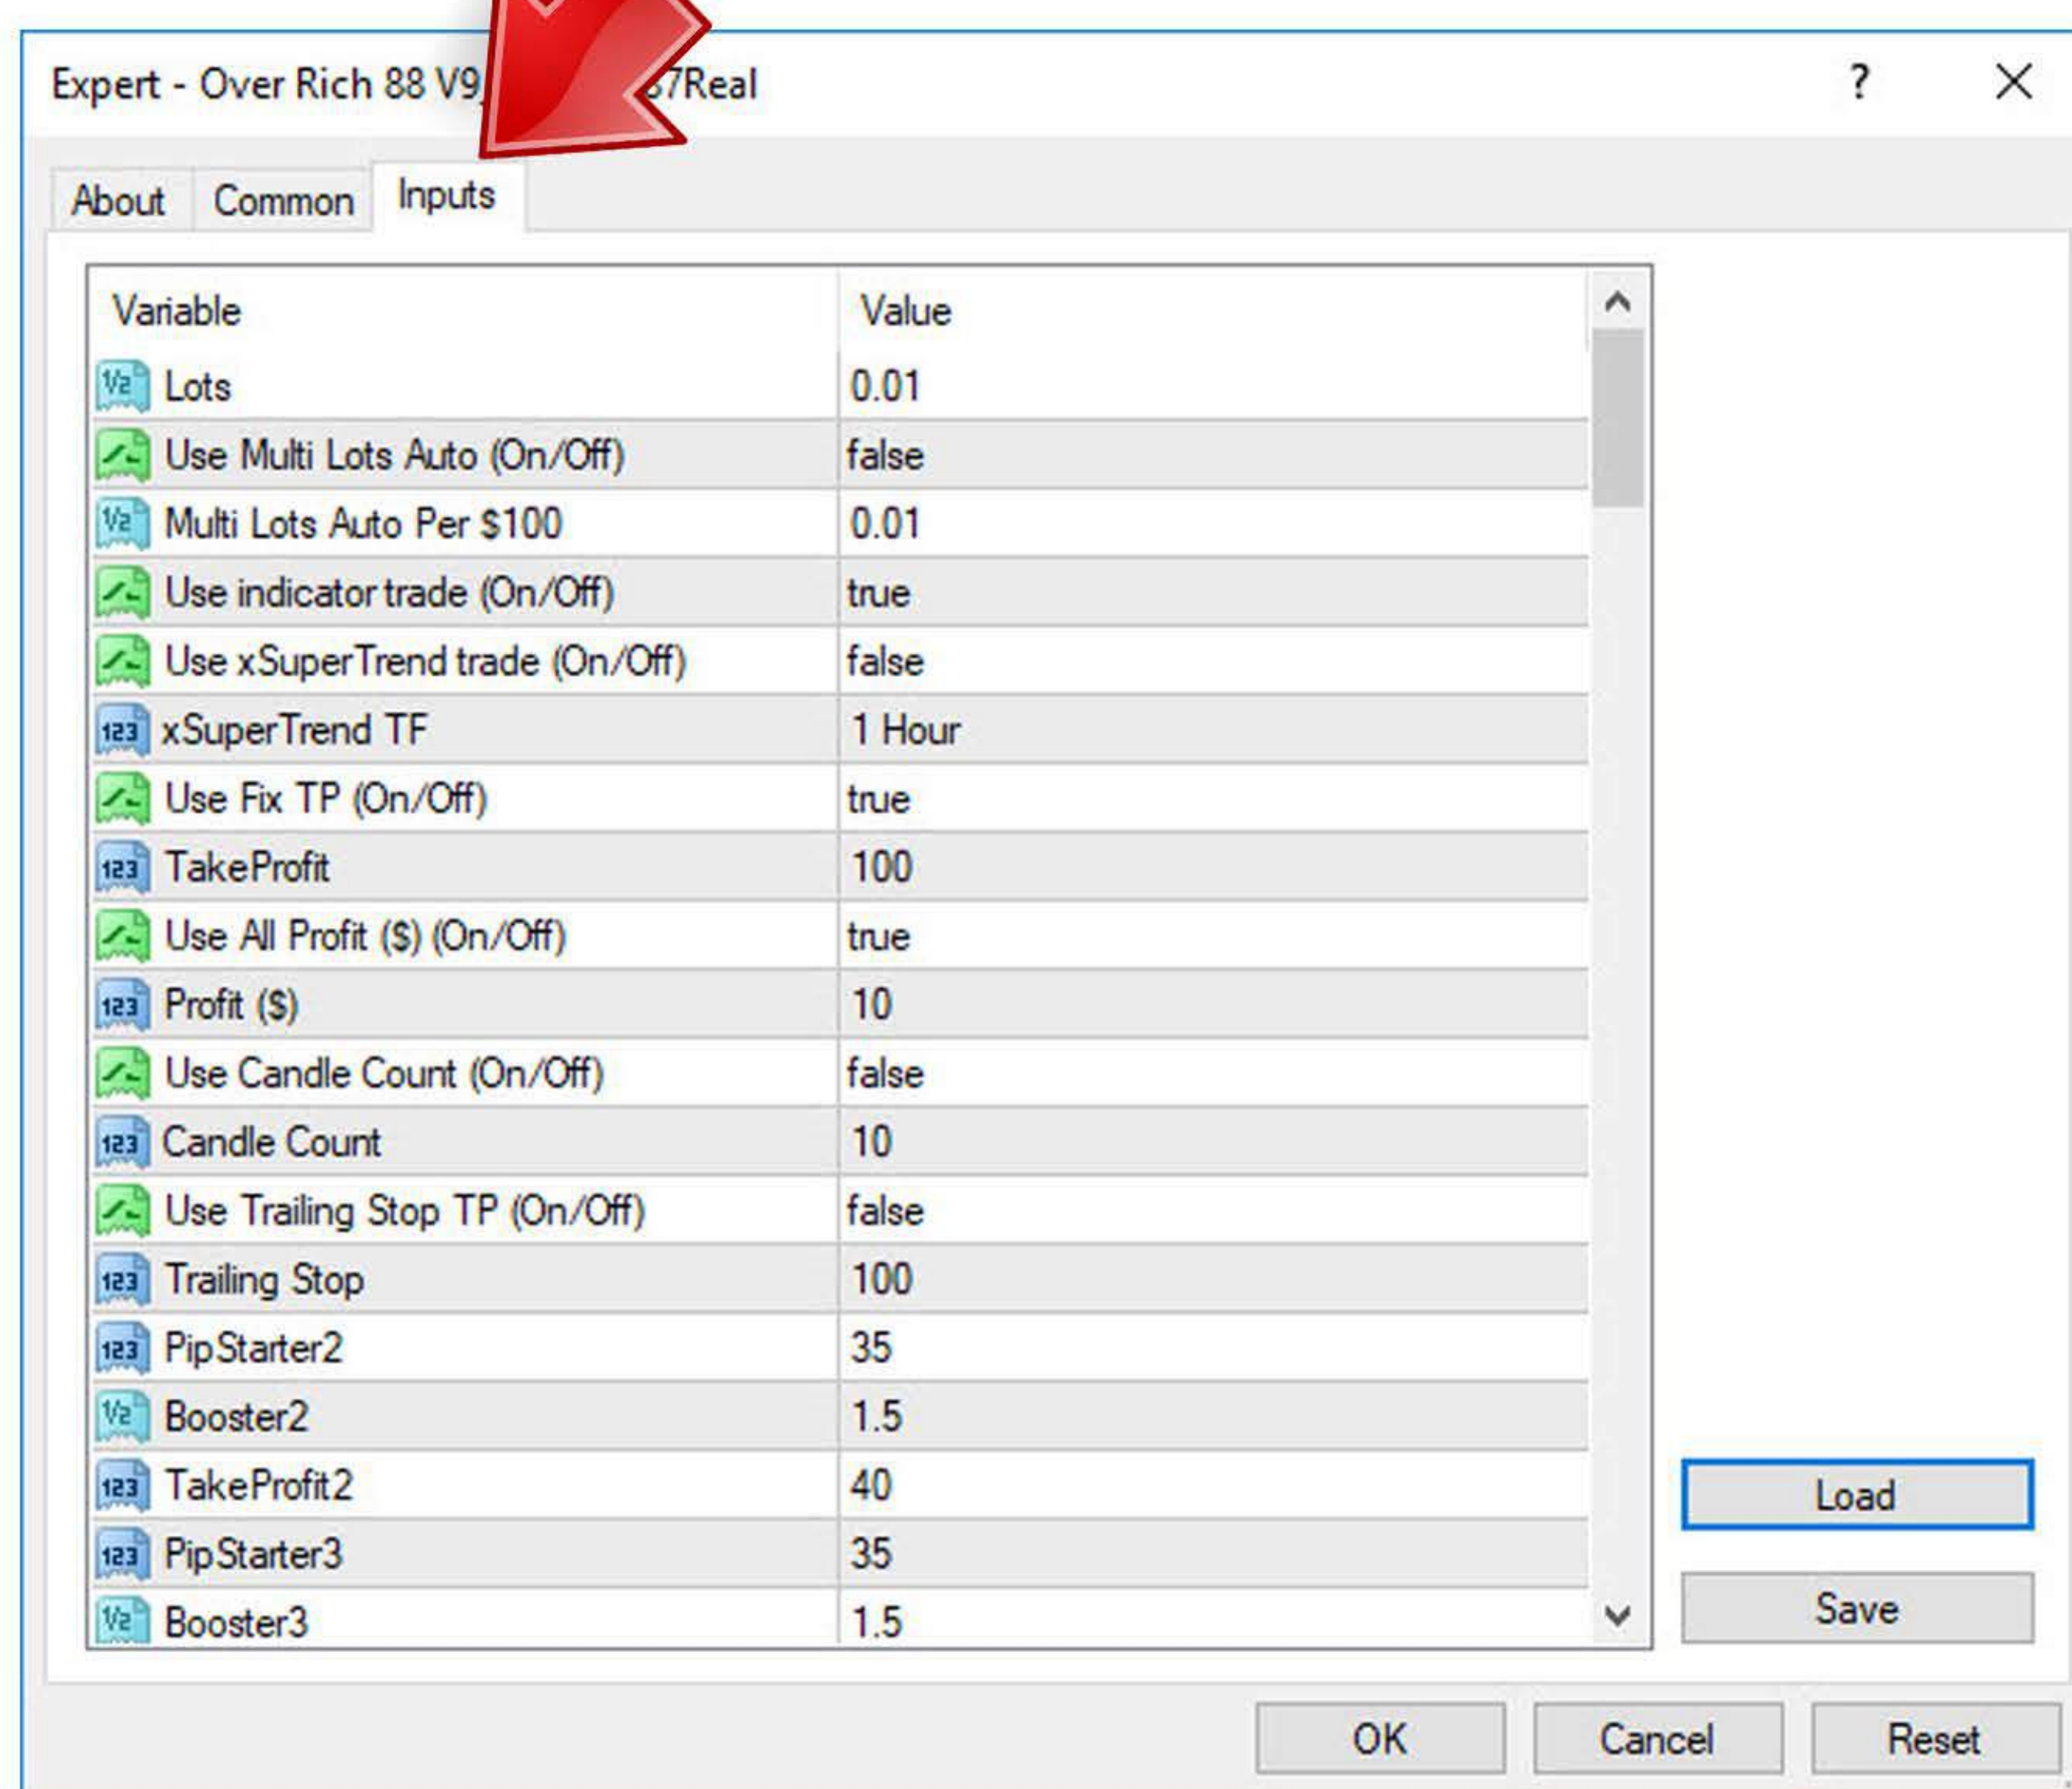 Expert - Over Rich 88 V9 7Real ?
About Common Inputs
Variable Value
Lots 0.01
Use Multi Lots Auto (On/Off) false
Multi Lots Auto Per $100 0.01
Use indicator trade (On/Off) true
Use xSuperTrend trade (On/Off) false
xSuperTrend TF 1 Hour
Use Fix TP (On/Off) true
TakeProfit 100
Use All Profit ($) (On/Off) true
Profit ($) 10
Use Candle Count (On/Off) false
Candle Count 10
Use Trailing Stop TP (On/Off) false
Trailing Stop 100
PipStarter2 35
Booster2 1.5
TakeProfit2 40
PipStarter3 35
Booster3 1.5
Load
Save
OK Cancel Reset